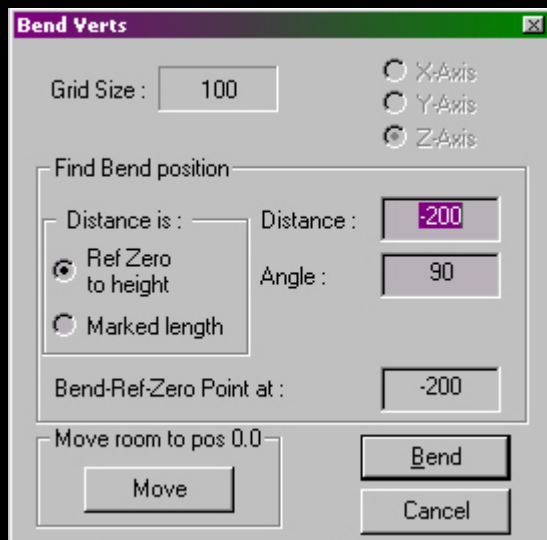 Bend Verts
Grid Size : 100
X-Axis
Y-Axis
Z-Axis
Find Bend position
Distance is :
Ref Zero
to height
Marked length
Distance : -200
Angle : 90
Bend-Ref-Zero Point at : -200
Move room to pos 0.0
Move
Bend
Cancel